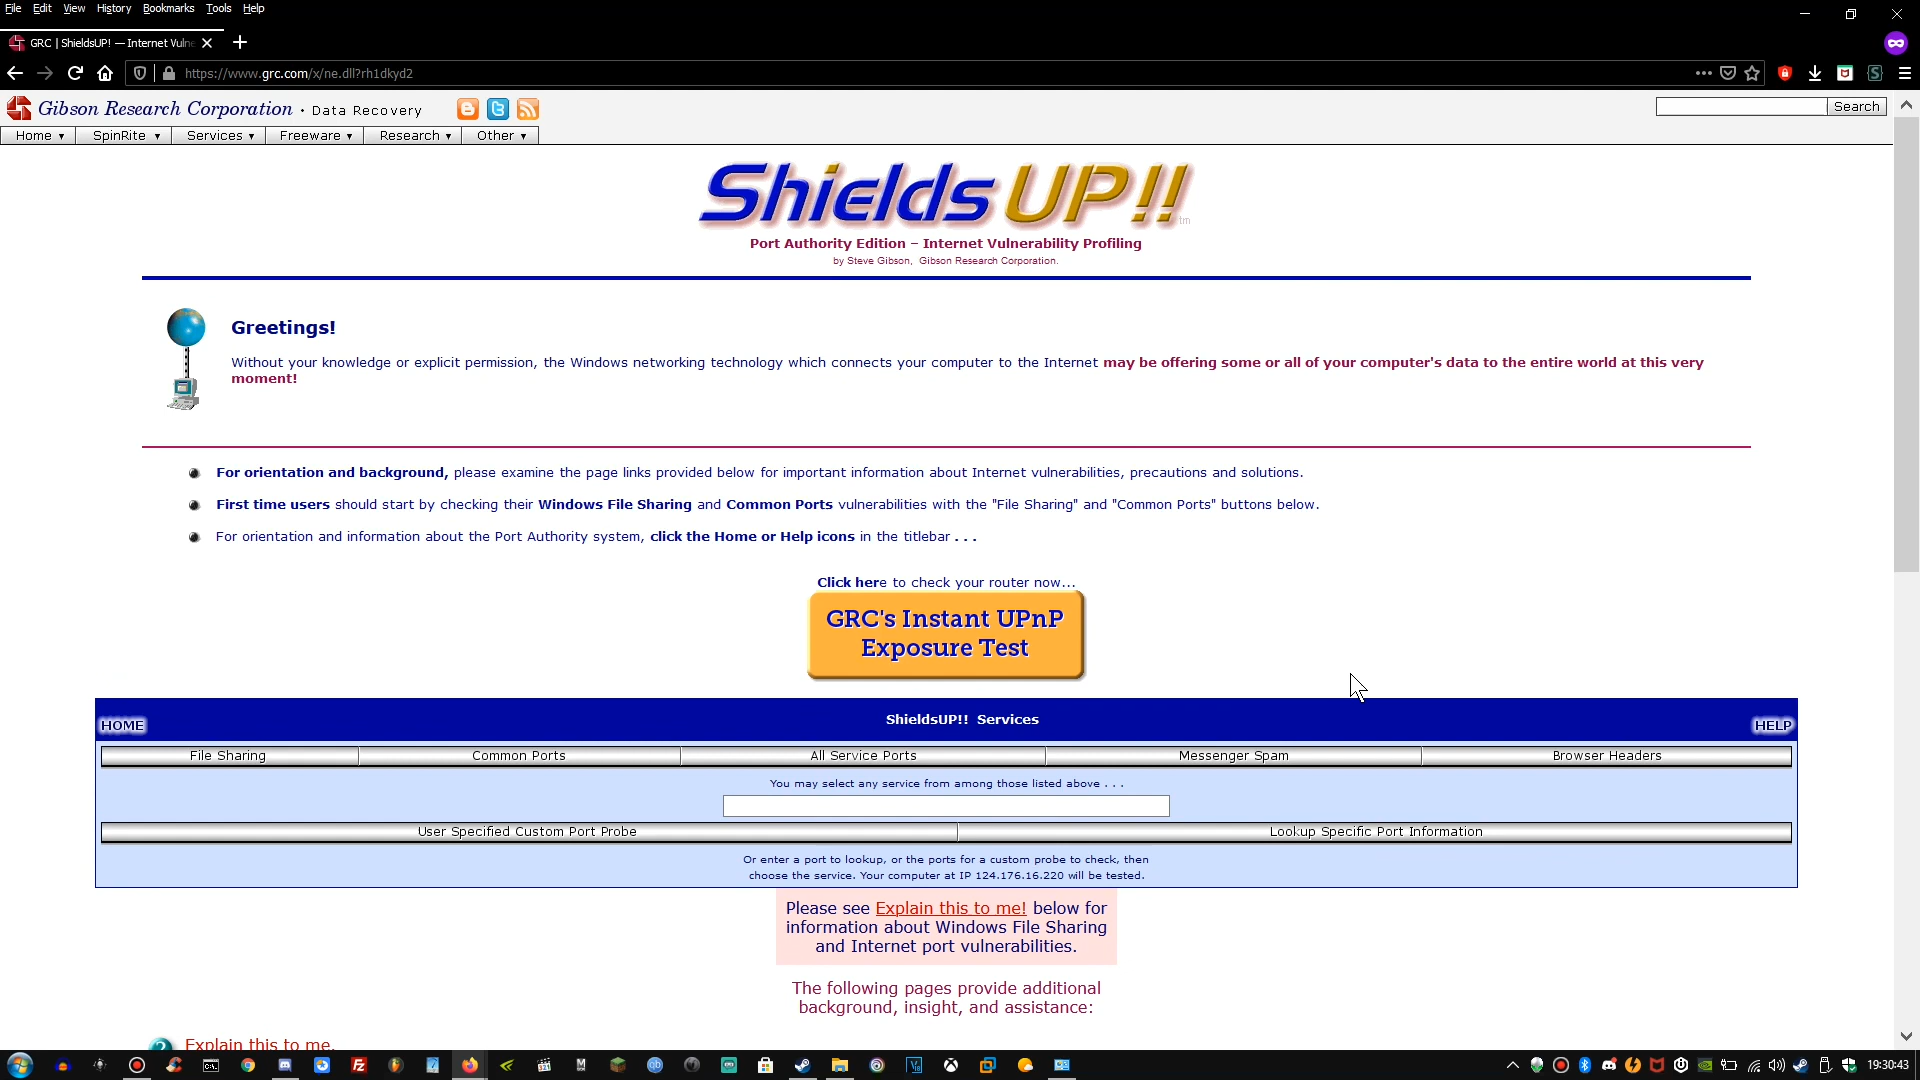 File Edit View History Bookmarks Tools Help
GRC | ShieldsUP! — Internet Vulne
https://www.grc.com/x/ne.dll?rh1dkyd2
Gibson Research Corporation · Data Recovery
Search
Home ▾ SpinRite ▾ Services ▾ Freeware ▾ Research ▾ Other ▾
ShieldsUP!! tm
Port Authority Edition – Internet Vulnerability Profiling
by Steve Gibson, Gibson Research Corporation.
Greetings!
Without your knowledge or explicit permission, the Windows networking technology which connects your computer to the Internet may be offering some or all of your computer's data to the entire world at this very
moment!
For orientation and background, please examine the page links provided below for important information about Internet vulnerabilities, precautions and solutions.
First time users should start by checking their Windows File Sharing and Common Ports vulnerabilities with the "File Sharing" and "Common Ports" buttons below.
For orientation and information about the Port Authority system, click the Home or Help icons in the titlebar . . .
Click here to check your router now...
GRC's Instant UPnP
Exposure Test
HOME ShieldsUP!! Services HELP
File Sharing Common Ports All Service Ports Messenger Spam Browser Headers
You may select any service from among those listed above . . .
User Specified Custom Port Probe Lookup Specific Port Information
Or enter a port to lookup, or the ports for a custom probe to check, then
choose the service. Your computer at IP 124.176.16.220 will be tested.
Please see Explain this to me! below for
information about Windows File Sharing
and Internet port vulnerabilities.
The following pages provide additional
background, insight, and assistance:
Explain this to me.
19:30:43